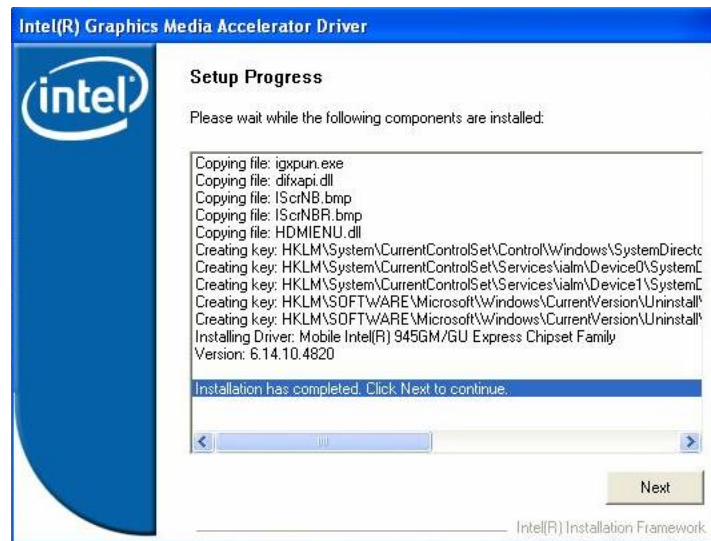 Intel(R) Graphics Media Accelerator Driver
intel
Setup Progress
Please wait while the following components are installed:
Copying file: igxpun.exe
Copying file: difxapi.dll
Copying file: IScrNB.bmp
Copying file: IScrNBR.bmp
Copying file: HDMIENU.dll
Creating key: HKLM\System\CurrentControlSet\Control\Windows\SystemDirecto
Creating key: HKLM\System\CurrentControlSet\Services\ialm\Device0\SystemD
Creating key: HKLM\System\CurrentControlSet\Services\ialm\Device1\SystemD
Creating key: HKLM\SOFTWARE\Microsoft\Windows\CurrentVersion\Uninstall\
Creating key: HKLM\SOFTWARE\Microsoft\Windows\CurrentVersion\Uninstall\
Installing Driver: Mobile Intel(R) 945GM/GU Express Chipset Family
Version: 6.14.10.4820
Installation has completed. Click Next to continue.
Next
Intel(R) Installation Framework